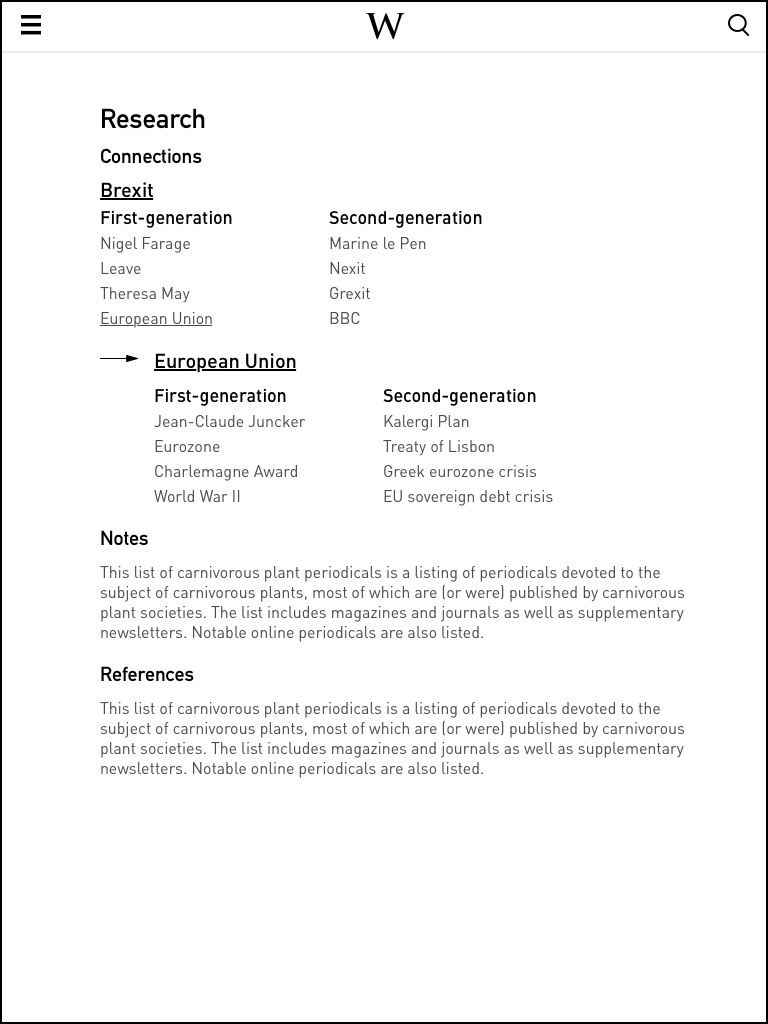 W
Research
Connections
Brexit
First-generation Second-generation
Nigel Farage Marine le Pen
Leave Nexit
Theresa May Grexit
European Union BBC
European Union
First-generation Second-generation
Jean-Claude Juncker Kalergi Plan
Eurozone Treaty of Lisbon
Charlemagne Award Greek eurozone crisis
World War II EU sovereign debt crisis
Notes
This list of carnivorous plant periodicals is a listing of periodicals devoted to the
subject of carnivorous plants, most of which are (or were) published by carnivorous
plant societies. The list includes magazines and journals as well as supplementary
newsletters. Notable online periodicals are also listed.
References
This list of carnivorous plant periodicals is a listing of periodicals devoted to the
subject of carnivorous plants, most of which are (or were) published by carnivorous
plant societies. The list includes magazines and journals as well as supplementary
newsletters. Notable online periodicals are also listed.